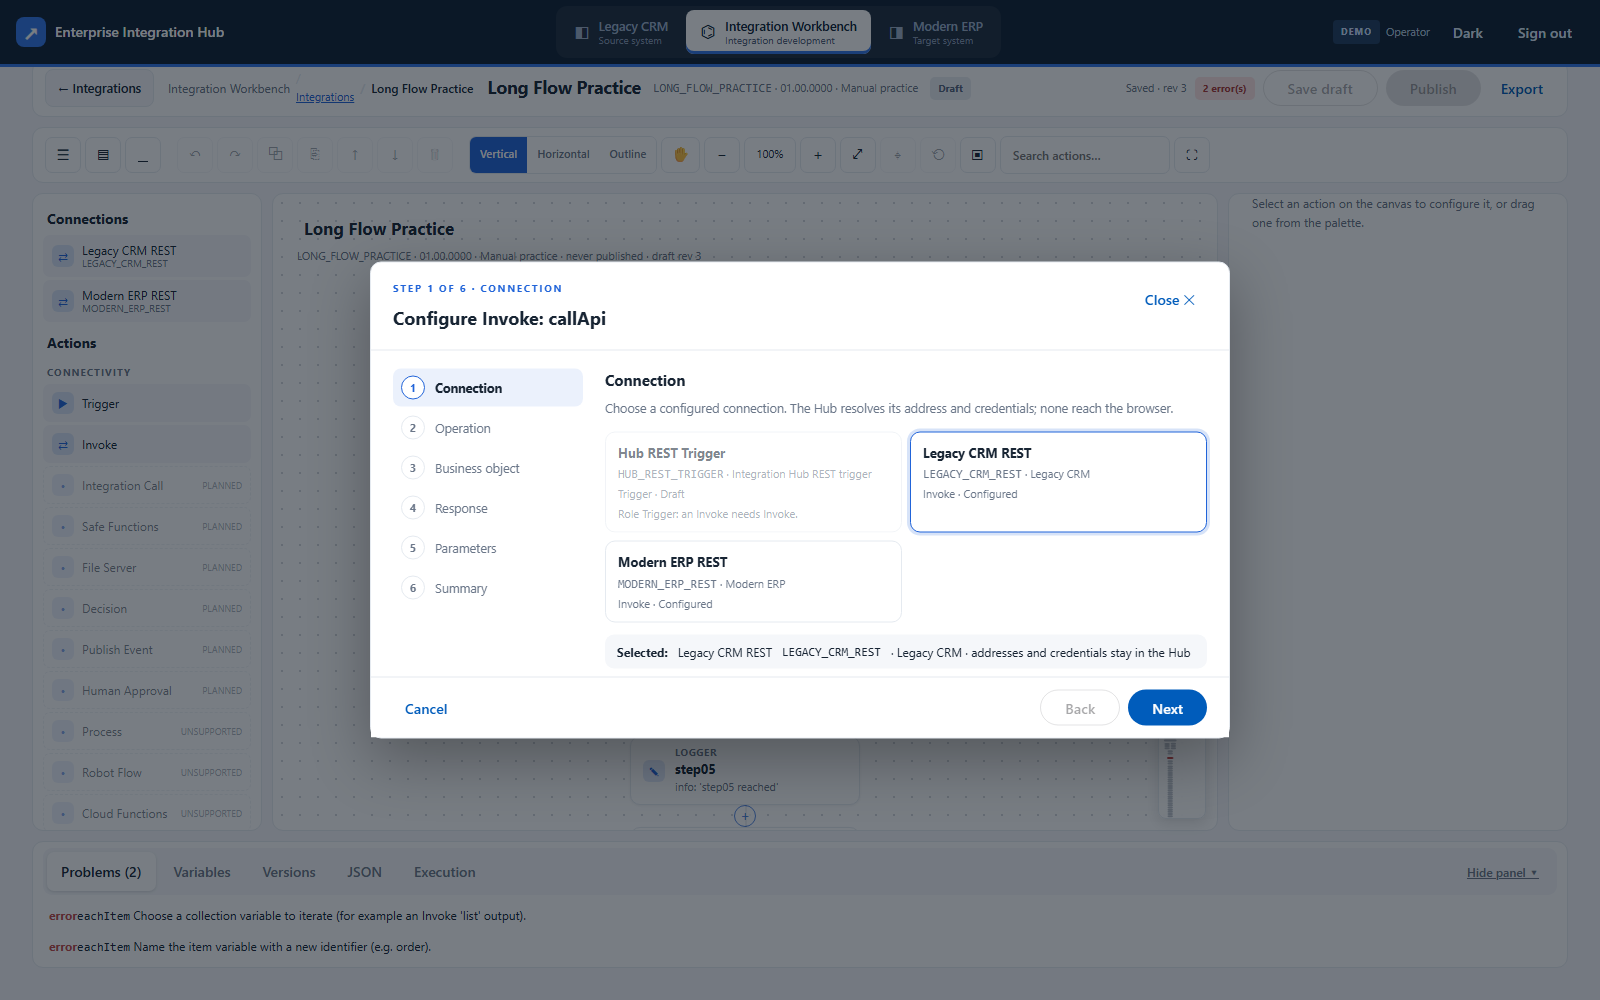 Enterprise Integration Hub
Legacy CRM
Source system
Integration Workbench
Integration development
Modern ERP
Target system
DEMO
Operator
Dark
Sign out
← Integrations
Integration Workbench
/
Integrations
/
Long Flow Practice
Long Flow Practice
LONG_FLOW_PRACTICE · 01.00.0000 · Manual practice
Draft
Saved · rev 3
2 error(s)
Save draft
Publish
Export
Vertical
Horizontal
Outline
100%
Search actions...
Connections
Legacy CRM REST
LEGACY_CRM_REST
Modern ERP REST
MODERN_ERP_REST
Actions
CONNECTIVITY
Trigger
Invoke
Integration Call PLANNED
Safe Functions PLANNED
File Server PLANNED
Decision PLANNED
Publish Event PLANNED
Human Approval PLANNED
Process UNSUPPORTED
Robot Flow UNSUPPORTED
Cloud Functions UNSUPPORTED
Long Flow Practice
LONG_FLOW_PRACTICE · 01.00.0000 · Manual practice · never published · draft rev 3
STEP 1 OF 6 · CONNECTION
Configure Invoke: callApi
Close ×
1 Connection
2 Operation
3 Business object
4 Response
5 Parameters
6 Summary
Connection
Choose a configured connection. The Hub resolves its address and credentials; none reach the browser.
Hub REST Trigger
HUB_REST_TRIGGER · Integration Hub REST trigger
Trigger · Draft
Role Trigger: an Invoke needs Invoke.
Legacy CRM REST
LEGACY_CRM_REST · Legacy CRM
Invoke · Configured
Modern ERP REST
MODERN_ERP_REST · Modern ERP
Invoke · Configured
Selected: Legacy CRM REST LEGACY_CRM_REST · Legacy CRM · addresses and credentials stay in the Hub
Cancel
Back
Next
LOGGER
step05
info: 'step05 reached'
Select an action on the canvas to configure it, or drag
one from the palette.
Problems (2)
Variables
Versions
JSON
Execution
Hide panel ▾
erroreachItem Choose a collection variable to iterate (for example an Invoke 'list' output).
erroreachItem Name the item variable with a new identifier (e.g. order).